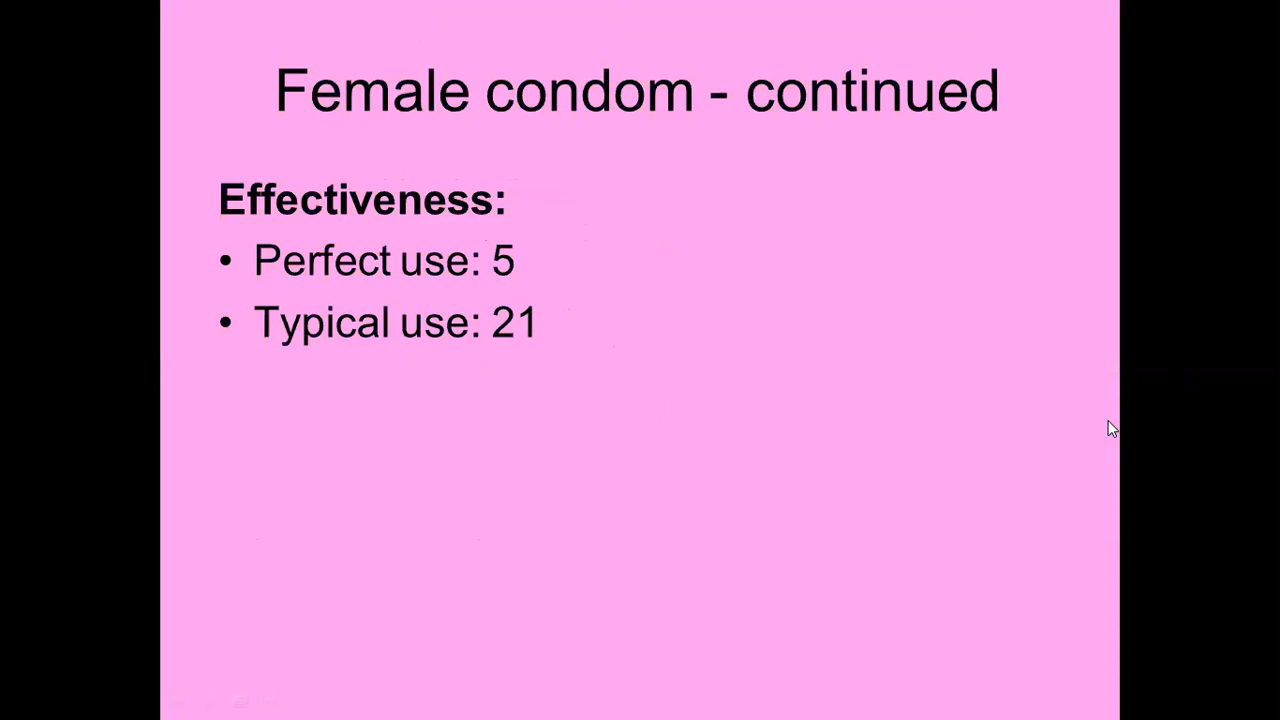 Female condom - continued
Effectiveness:
• Perfect use: 5
• Typical use: 21